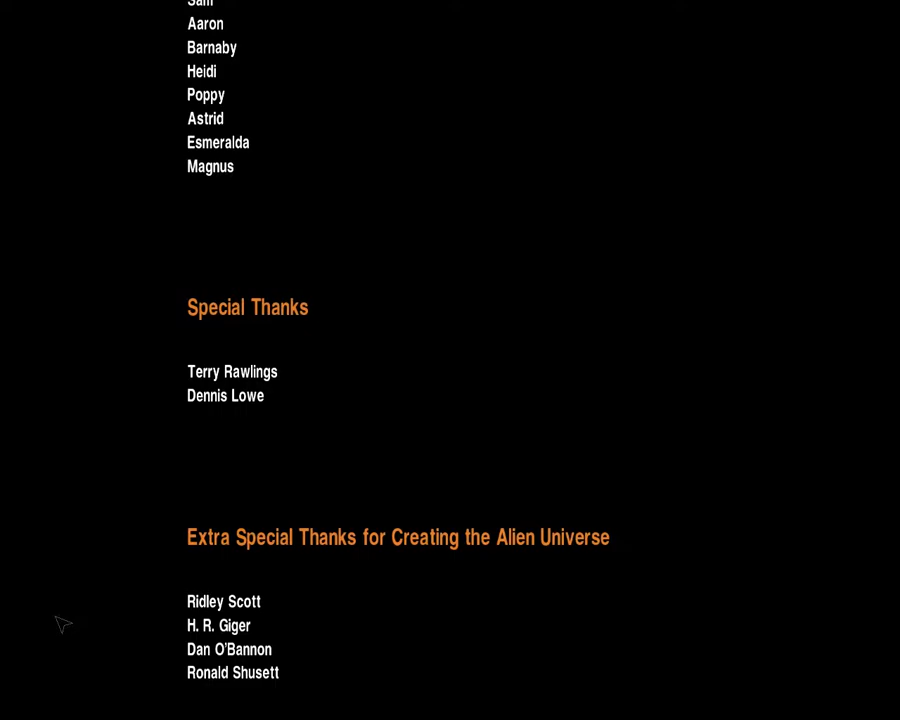 Sam
Aaron
Barnaby
Heidi
Poppy
Astrid
Esmeralda
Magnus
Special Thanks
Terry Rawlings
Dennis Lowe
Extra Special Thanks for Creating the Alien Universe
Ridley Scott
H. R. Giger
Dan O'Bannon
Ronald Shusett